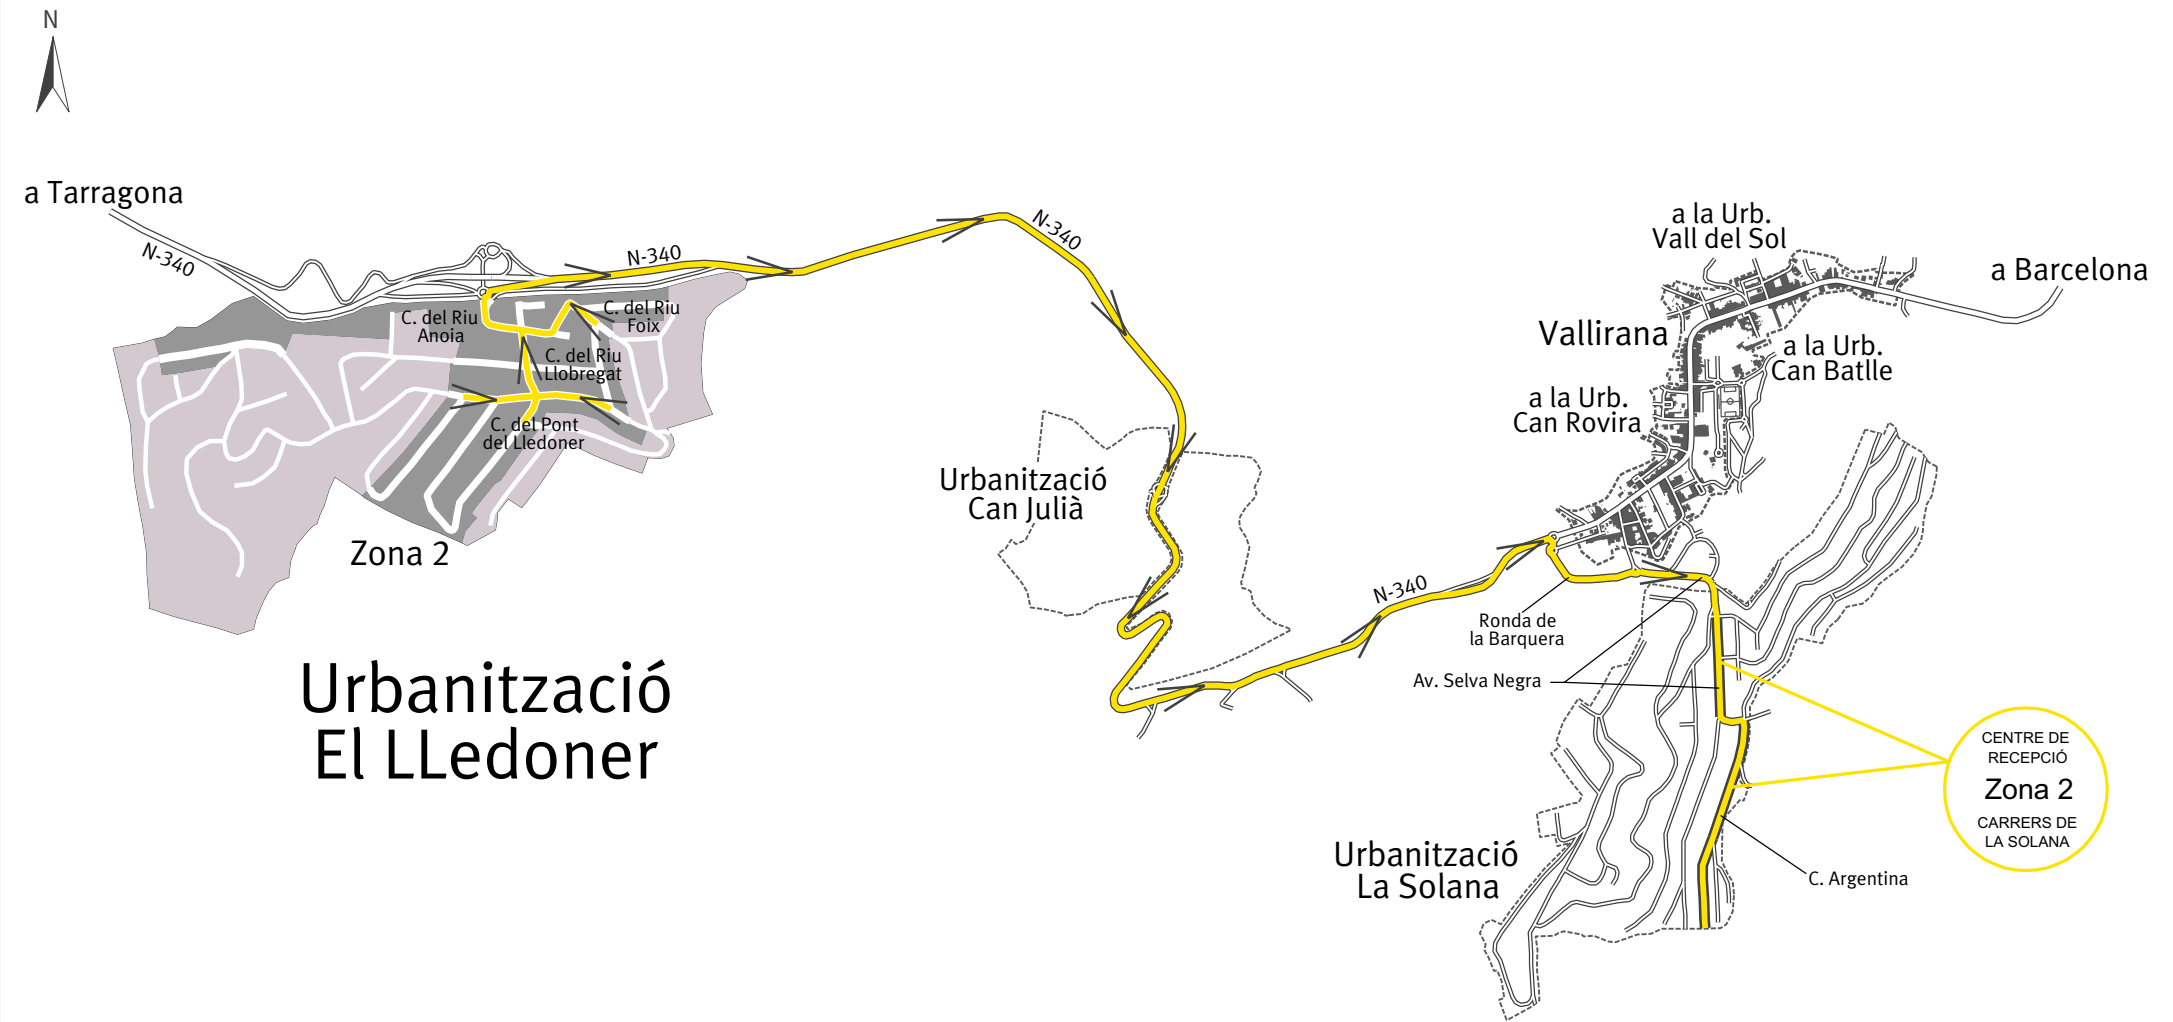 N
a Tarragona
N-340
N-340
N-340
a la Urb.
Vall del Sol
a Barcelona
C. del Riu
Anoia
C. del Riu
Foix
C. del Riu
Llobregat
C. del Pont
del Lledoner
Zona 2
Vallirana
a la Urb.
Can Batlle
a la Urb.
Can Rovira
Urbanització
Can Julià
N-340
Ronda de
la Barquera
Av. Selva Negra
Urbanització
El LLedoner
CENTRE DE
RECEPCIÓ
Zona 2
CARRERS DE
LA SOLANA
Urbanització
La Solana
C. Argentina